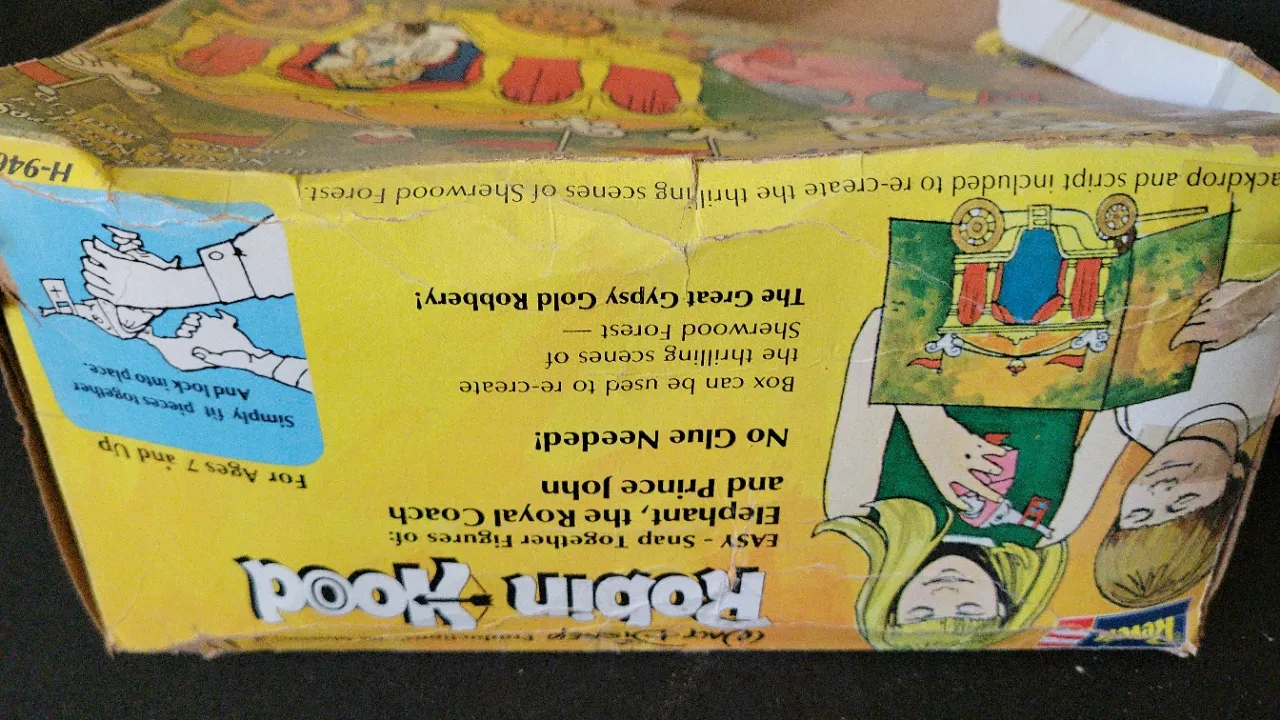 Walt Disney Productions
Revell
Robin Hood
EASY - Snap Together Figures of:
Elephant, the Royal Coach
and Prince John
No Glue Needed!
Box can be used to re-create
the thrilling scenes of
Sherwood Forest —
The Great Gypsy Gold Robbery!
For Ages 7 and Up
Simply fit pieces together
And lock into place.
ackdrop and script included to re-create the thrilling scenes of Sherwood Forest.
H-940